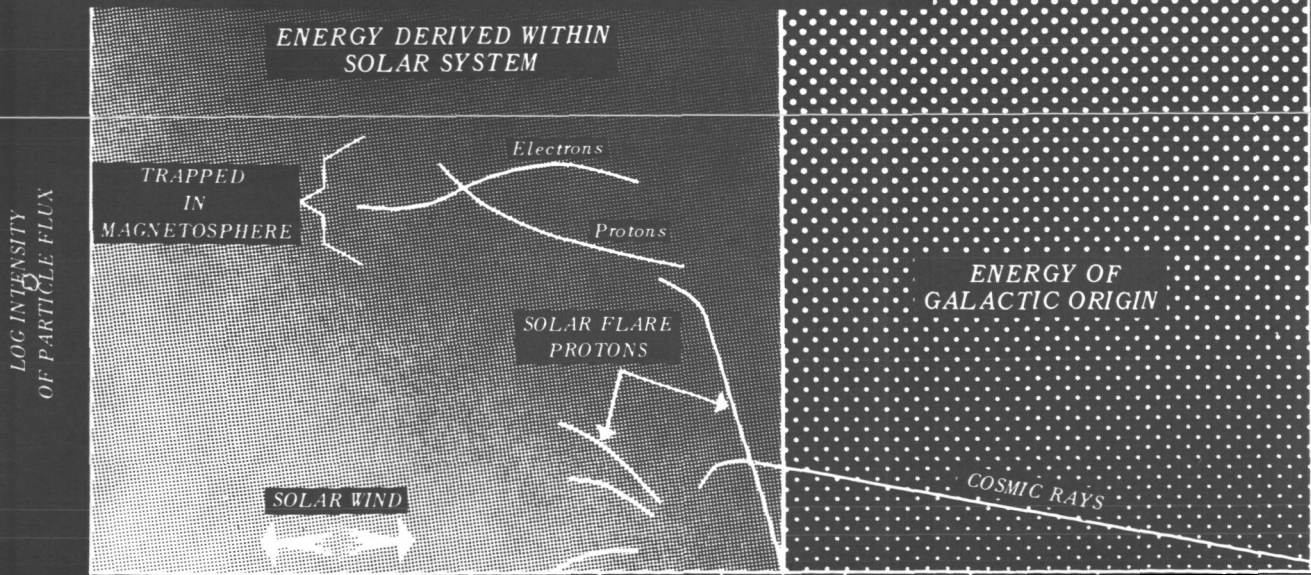 ENERGY DERIVED WITHIN
SOLAR SYSTEM
Electrons
TRAPPED
IN
MAGNETOSPHERE
Protons
LOG INTENSITY
OF PARTICLE FLUX
ENERGY OF
GALACTIC ORIGIN
SOLAR FLARE
PROTONS
SOLAR WIND
COSMIC RAYS